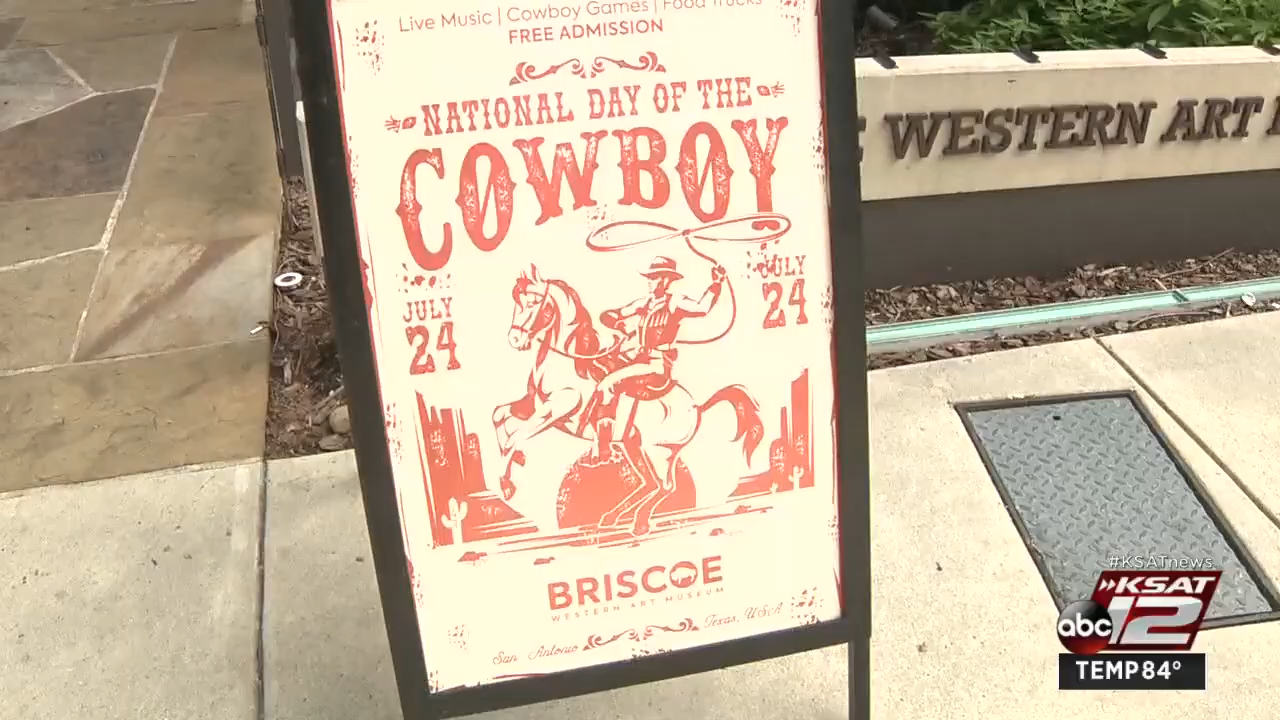 Live Music | Cowboy Games | Food Trucks
FREE ADMISSION
NATIONAL DAY OF THE
COWBOY
JULY
24
JULY
24
BRISCOE
WESTERN ART MUSEUM
San Antonio
Texas, USA
WESTERN ART
#KSATnews
KSAT
abc 12
TEMP 84°